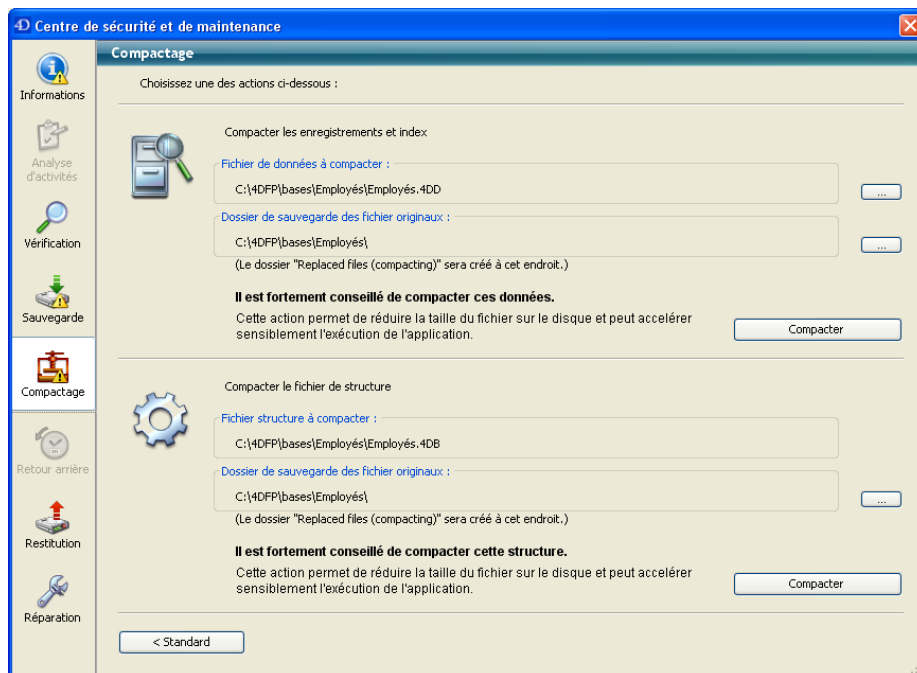 4D Centre de sécurité et de maintenance
Informations
Analyse
d'activités
Vérification
Sauvegarde
Compactage
Retour arrière
Restitution
Réparation
Compactage
Choisissez une des actions ci-dessous :
Compacter les enregistrements et index
Fichier de données à compacter :
C:\4DFP\bases\Employés\Employés.4DD
...
Dossier de sauvegarde des fichier originaux :
C:\4DFP\bases\Employés\
...
(Le dossier "Replaced files (compacting)" sera créé à cet endroit.)
Il est fortement conseillé de compacter ces données.
Cette action permet de réduire la taille du fichier sur le disque et peut accelérer
sensiblement l'exécution de l'application.
Compacter
Compacter le fichier de structure
Fichier structure à compacter :
C:\4DFP\bases\Employés\Employés.4DB
Dossier de sauvegarde des fichier originaux :
C:\4DFP\bases\Employés\
...
(Le dossier "Replaced files (compacting)" sera créé à cet endroit.)
Il est fortement conseillé de compacter cette structure.
Cette action permet de réduire la taille du fichier sur le disque et peut accelérer
sensiblement l'exécution de l'application.
Compacter
< Standard